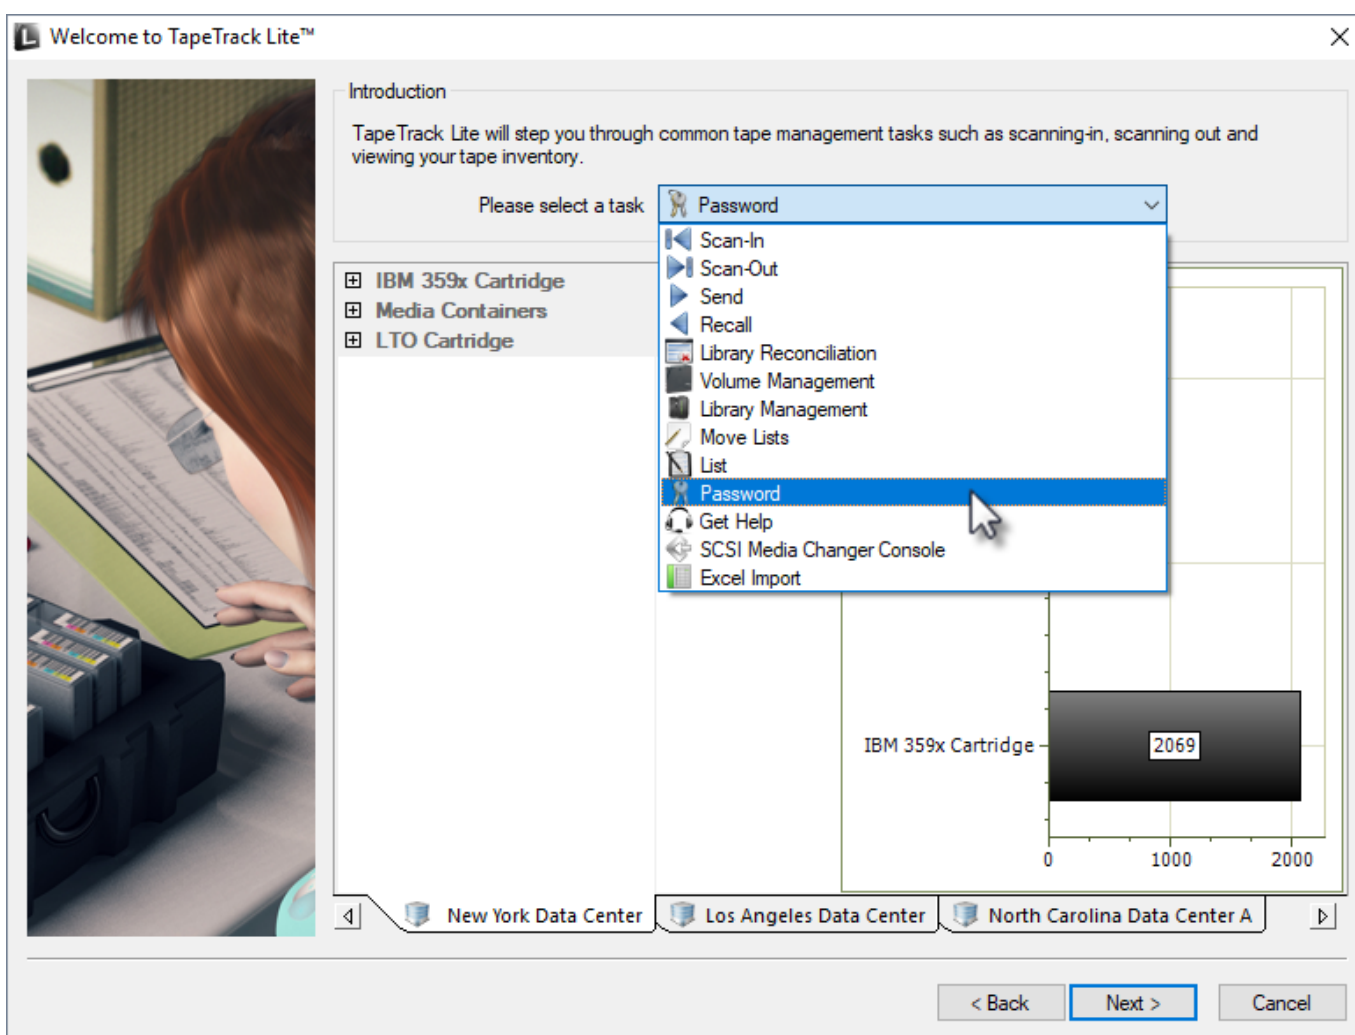 Welcome to TapeTrack Lite™
Introduction
TapeTrack Lite will step you through common tape management tasks such as scanning-in, scanning out and
viewing your tape inventory.
Please select a task
Password
Scan-In
Scan-Out
Send
Recall
Library Reconciliation
Volume Management
Library Management
Move Lists
List
Password
Get Help
SCSI Media Changer Console
Excel Import
IBM 359x Cartridge
Media Containers
LTO Cartridge
IBM 359x Cartridge
2069
0 1000 2000
New York Data Center
Los Angeles Data Center
North Carolina Data Center A
< Back
Next >
Cancel